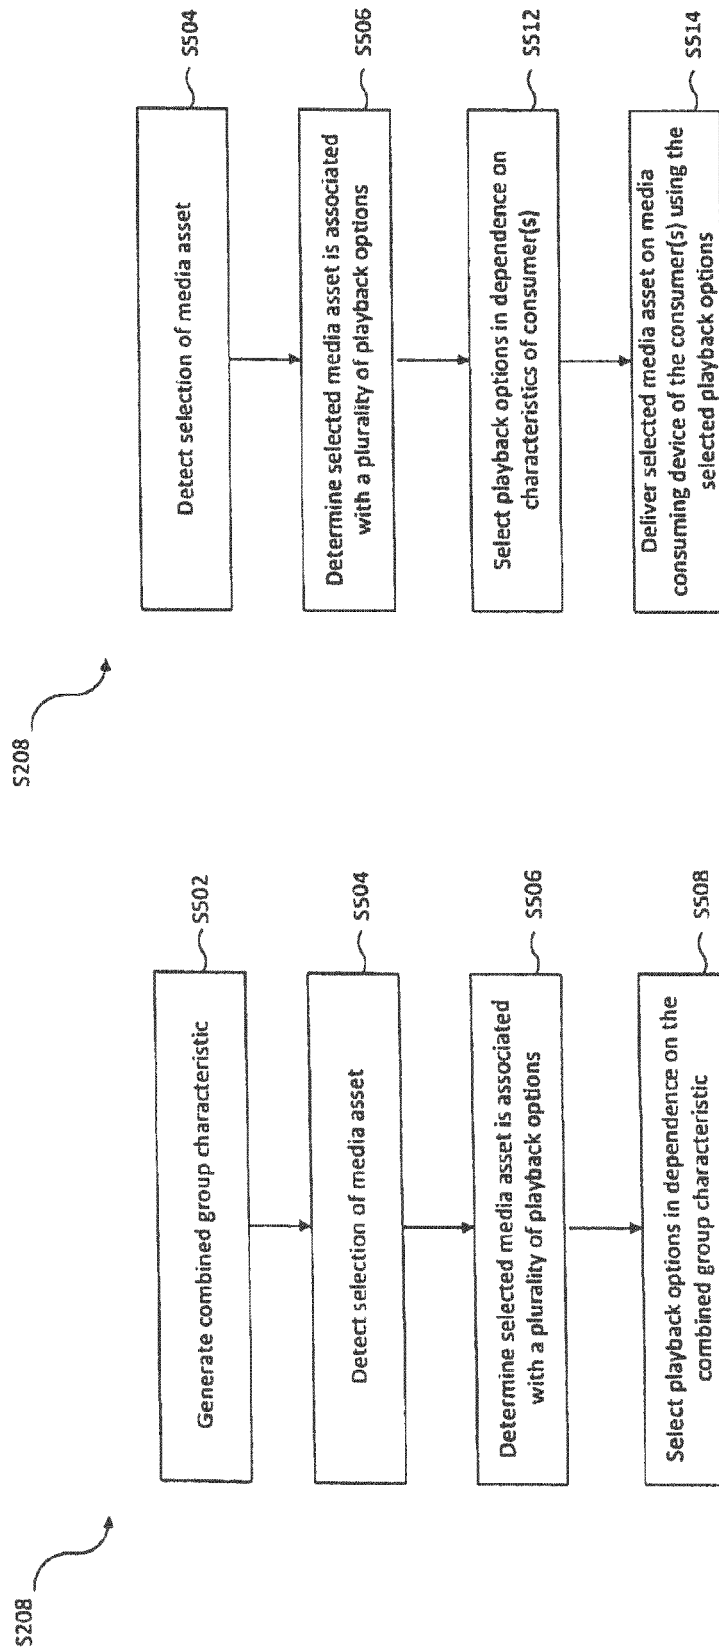 S208
Generate combined group characteristic
S502
Detect selection of media asset
S504
Determine selected media asset is associated
with a plurality of playback options
S506
Select playback options in dependence on the
combined group characteristic
S508
S208
Detect selection of media asset
S504
Determine selected media asset is associated
with a plurality of playback options
S506
Select playback options in dependence on
characteristics of consumer(s)
S512
Deliver selected media asset on media
consuming device of the consumer(s) using the
selected playback options
S514